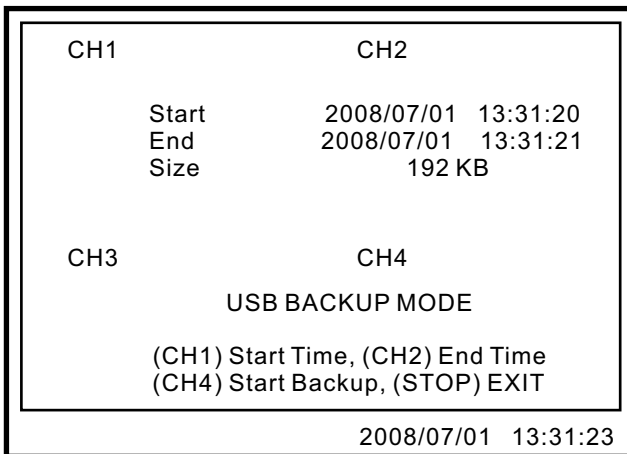 CH1 CH2
Start 2008/07/01 13:31:20
End 2008/07/01 13:31:21
Size 192 KB
CH3 CH4
USB BACKUP MODE
(CH1) Start Time, (CH2) End Time
(CH4) Start Backup, (STOP) EXIT
2008/07/01 13:31:23